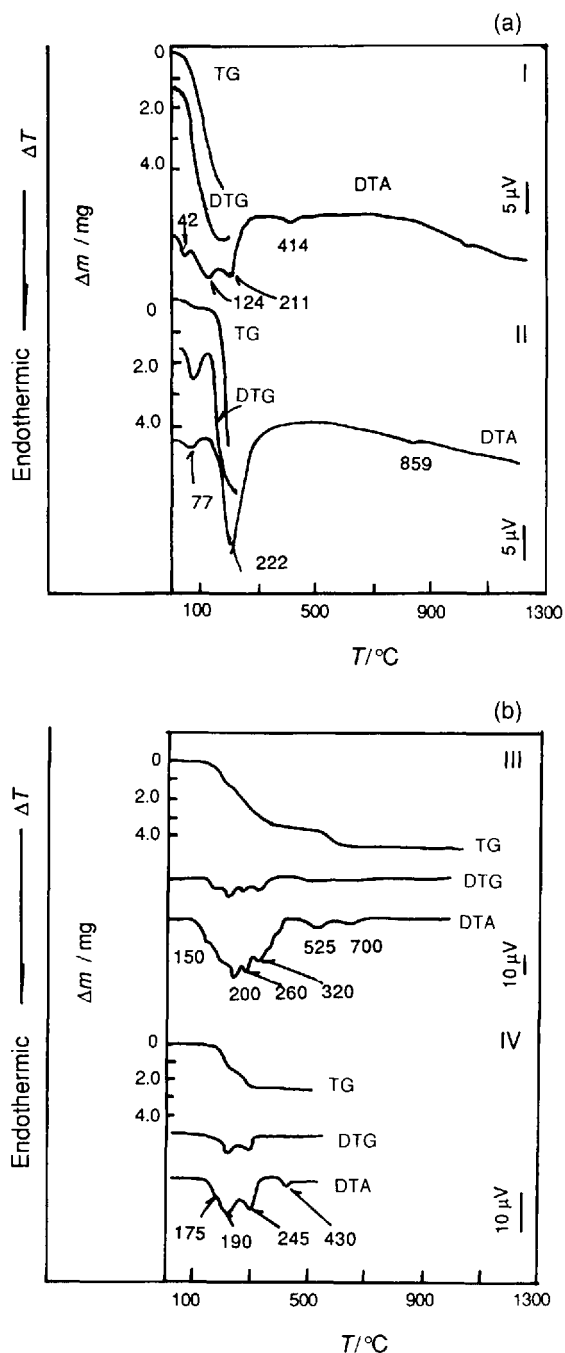 (a)
0
TG
I
2.0
4.0
DTG
DTA
5 µV
42
414
124
211
0
TG
II
2.0
DTG
4.0
DTA
77
859
222
5 µV
ΔT
Endothermic
Δm / mg
100
500
900
1300
T/°C
(b)
0
III
2.0
4.0
TG
DTG
DTA
150
525
700
200
260
320
10 µV
0
IV
2.0
TG
4.0
DTG
DTA
175
190
245
430
10 µV
ΔT
Endothermic
Δm / mg
100
500
900
1300
T/°C